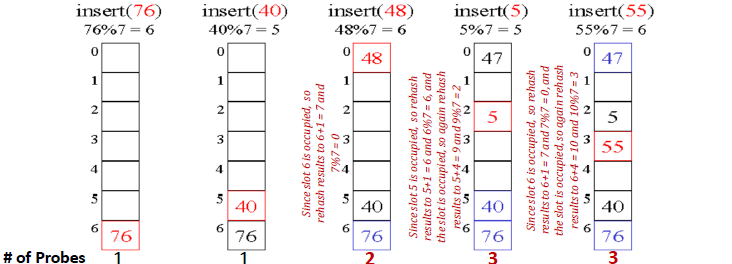 insert(76) insert(40) insert(48) insert(5) insert(55)
76%7 = 6 40%7 = 5 48%7 = 6 5%7 = 5 55%7 = 6
0
1
2
3
4
5
6 76
0
1
2
3
4
5 40
6 76
Since slot 6 is occupied, so
rehash results to 6+1 = 7 and
7%7 = 0
0 48
1
2
3
4
5 40
6 76
Since slot 5 is occupied, so rehash
results to 5+1 = 6 and 6%7 = 6, and
the slot is occupied, so again rehash
results to 5+4 = 9 and 9%7 = 2
0 47
1
2 5
3
4
5 40
6 76
Since slot 6 is occupied, so rehash
results to 6+1 = 7 and 7%7 = 0, and
the slot is occupied, so again rehash
results to 6+4 = 10 and 10%7 = 3
0 47
1
2 5
3 55
4
5 40
6 76
# of Probes 1 1 2 3 3